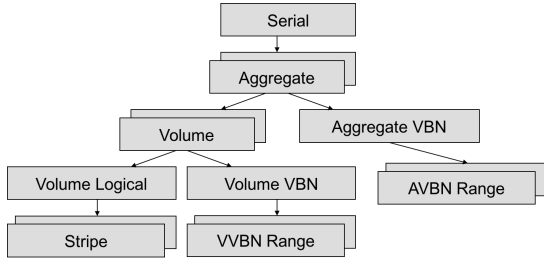 Serial
Aggregate
Volume
Aggregate VBN
Volume Logical
Volume VBN
AVBN Range
Stripe
VVBN Range